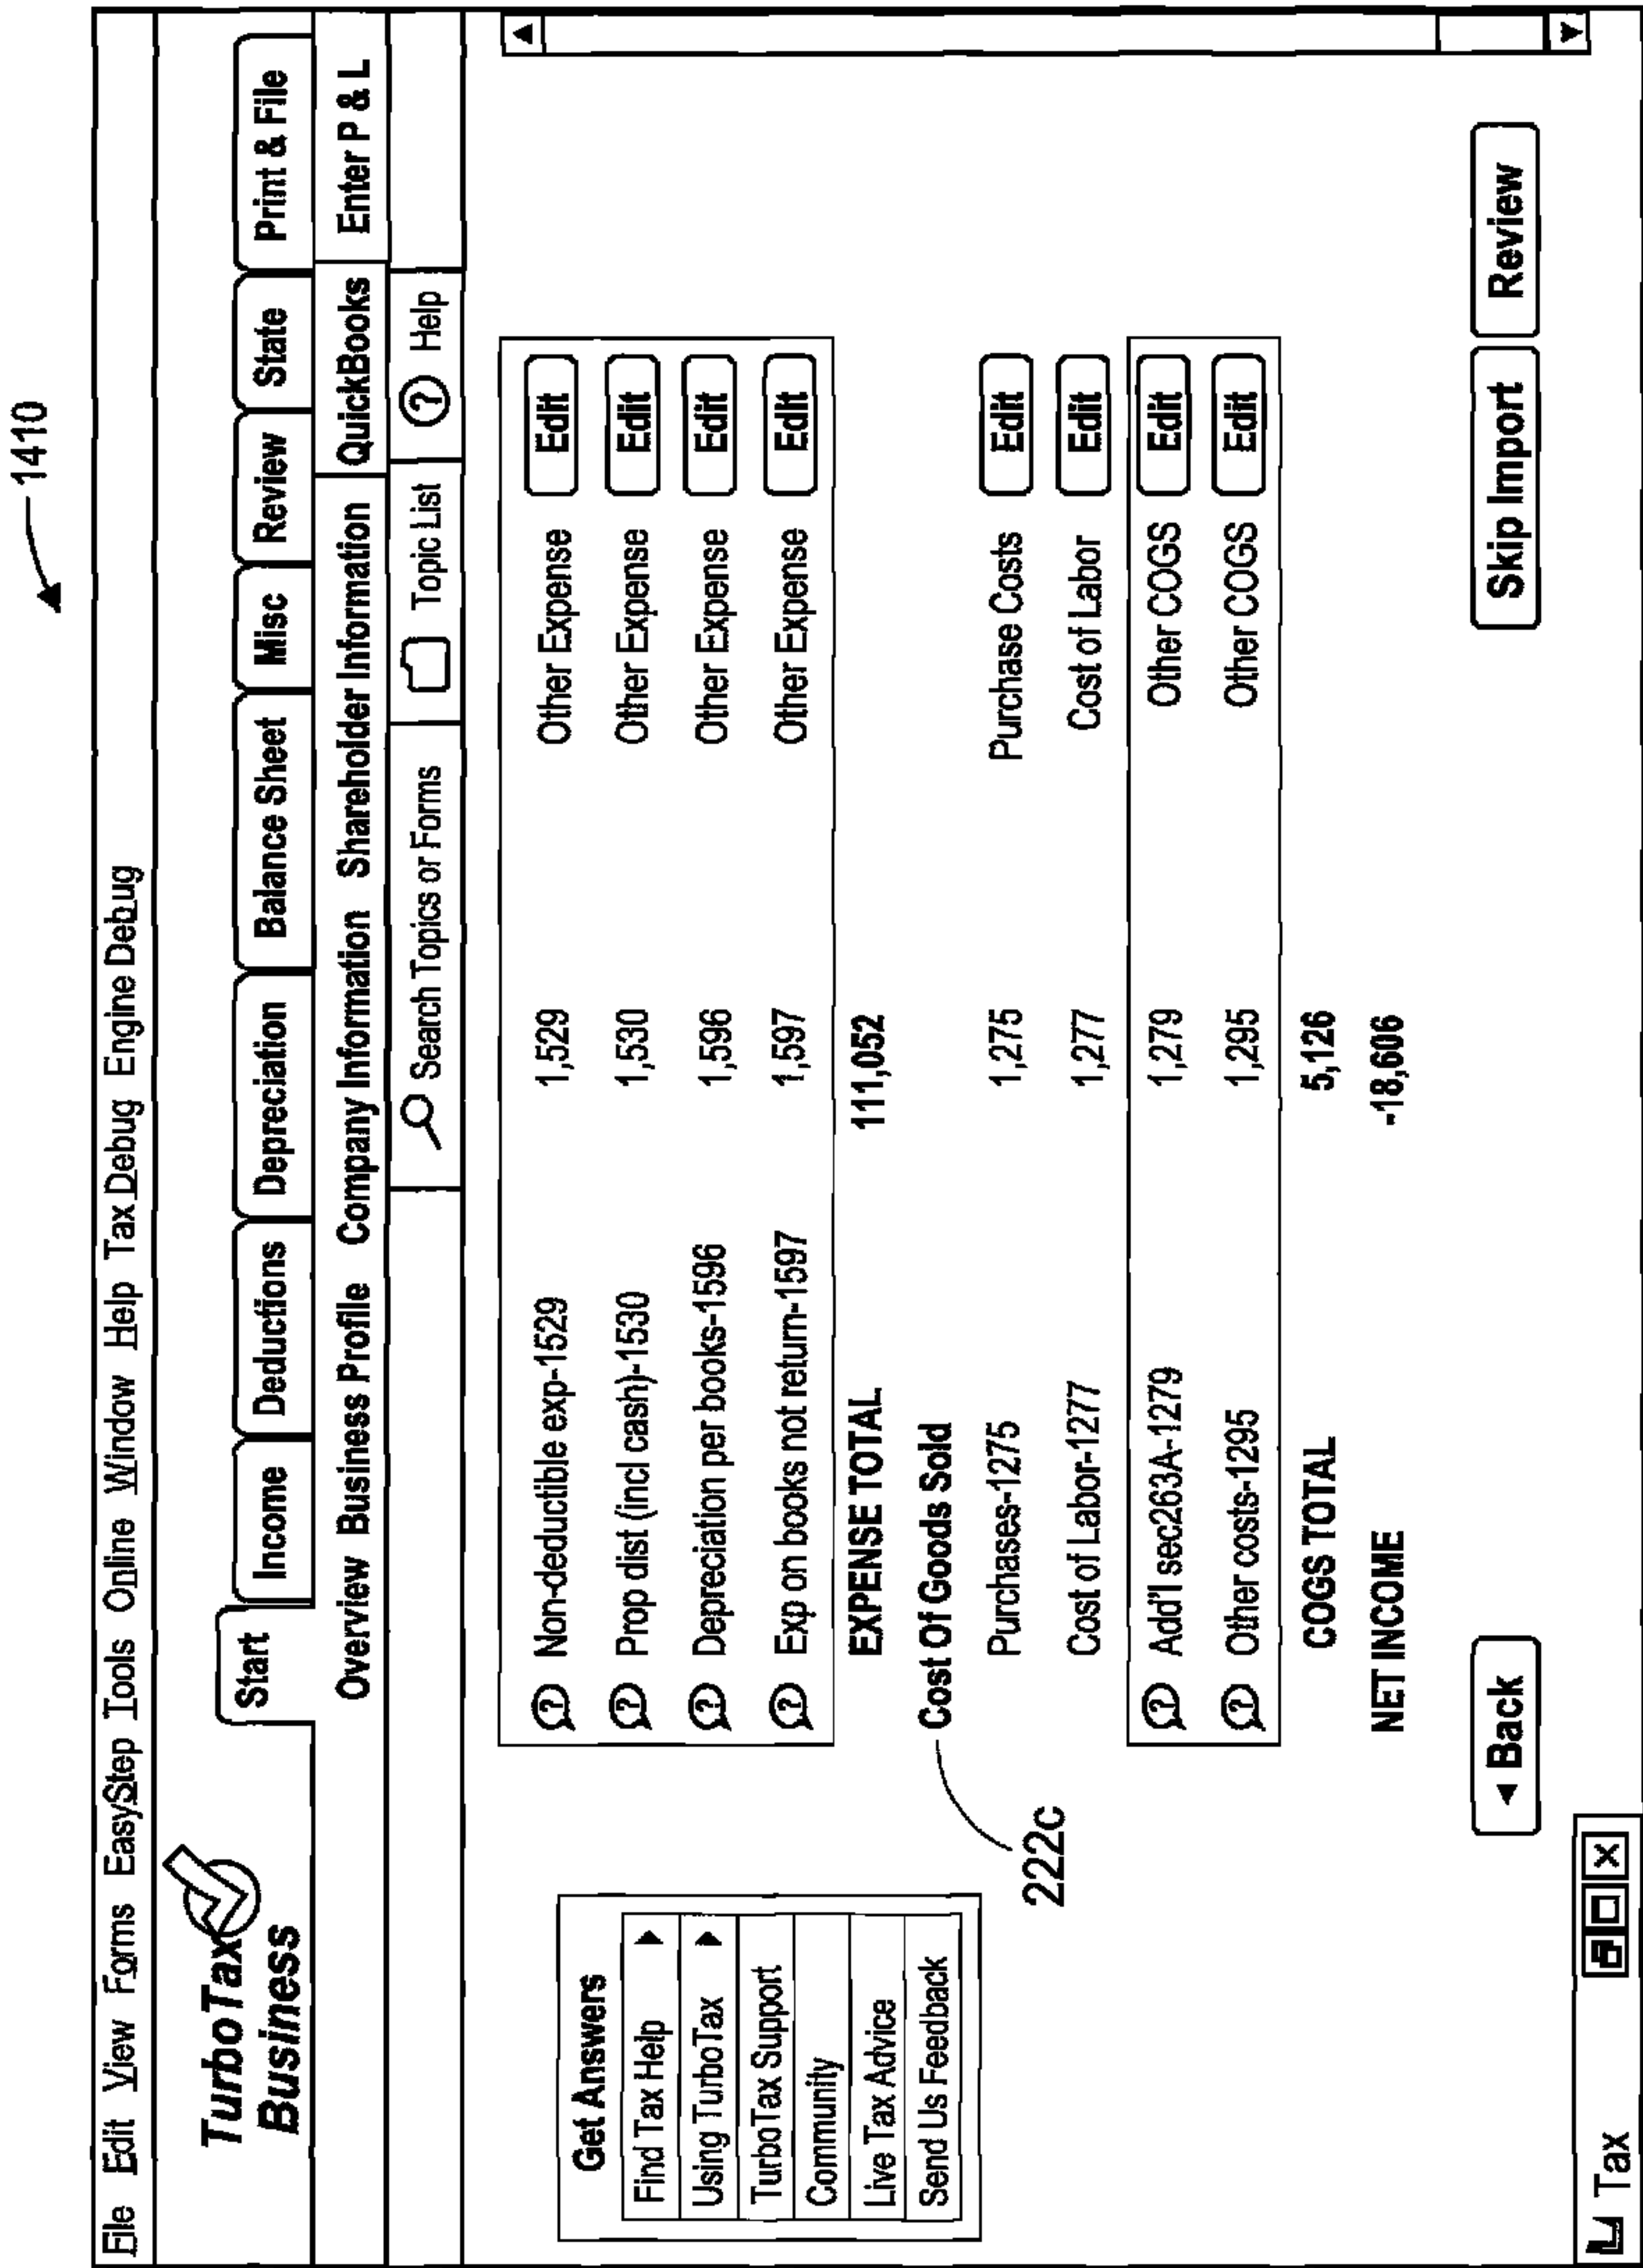 1410
File Edit View Forms EasyStep Tools Online Window Help Tax Debug Engine Debug
TurboTax
Business
Start Income Deductions Depreciation Balance Sheet Misc Review State Print & File
Overview Business Profile Company Information Shareholder Information QuickBooks Enter P & L
Search Topics or Forms Topic List ? Help
Get Answers
Find Tax Help
Using TurboTax
TurboTax Support
Community
Live Tax Advice
Send Us Feedback
? Non-deductible exp-1529 1,529 Other Expense Edit
? Prop dist (incl cash)-1530 1,530 Other Expense Edit
? Depreciation per books-1596 1,596 Other Expense Edit
? Exp on books not return-1597 1,597 Other Expense Edit
EXPENSE TOTAL 111,052
222c
Cost Of Goods Sold
Purchases-1275 1,275 Purchase Costs Edit
Cost of Labor-1277 1,277 Cost of Labor Edit
? Add'l sec263A-1279 1,279 Other COGS Edit
? Other costs-1295 1,295 Other COGS Edit
COGS TOTAL 5,126
NET INCOME -18,606
Back Skip Import Review
Tax